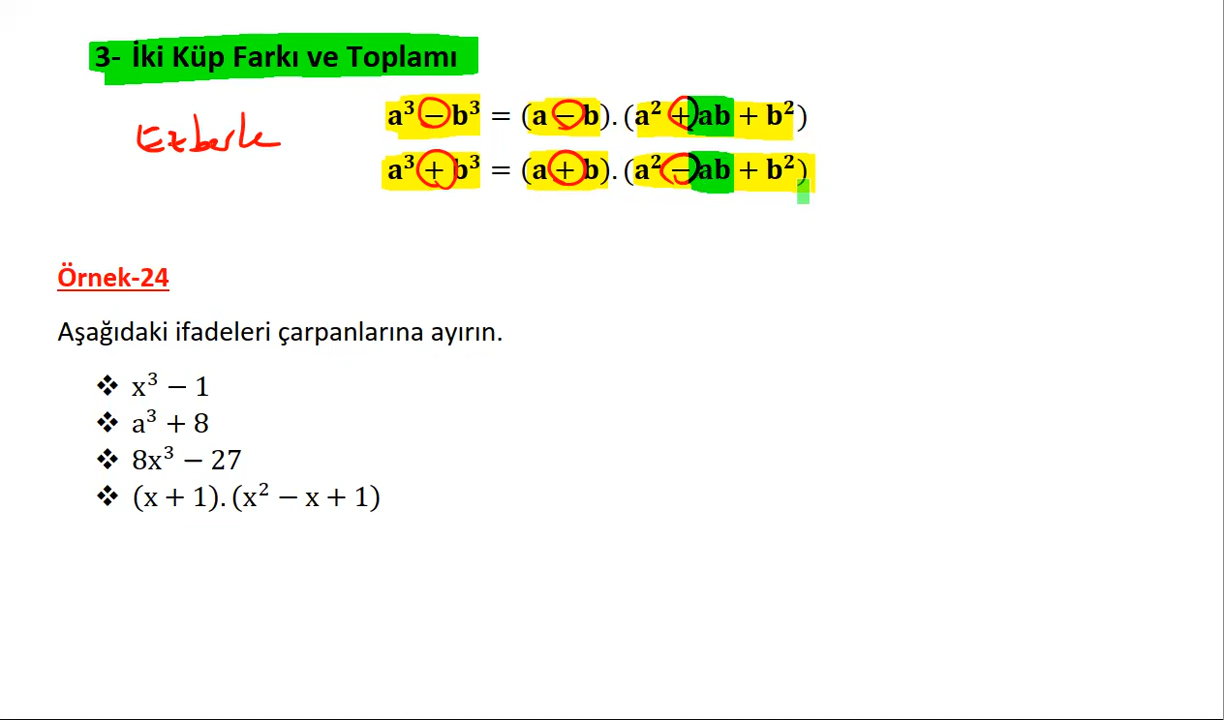 3- İki Küp Farkı ve Toplamı
a³ − b³ = (a − b). (a² + ab + b²)
Ezberle
a³ + b³ = (a + b). (a² − ab + b²)
Örnek-24
Aşağıdaki ifadeleri çarpanlarına ayırın.
❖ x³ − 1
❖ a³ + 8
❖ 8x³ − 27
❖ (x + 1). (x² − x + 1)